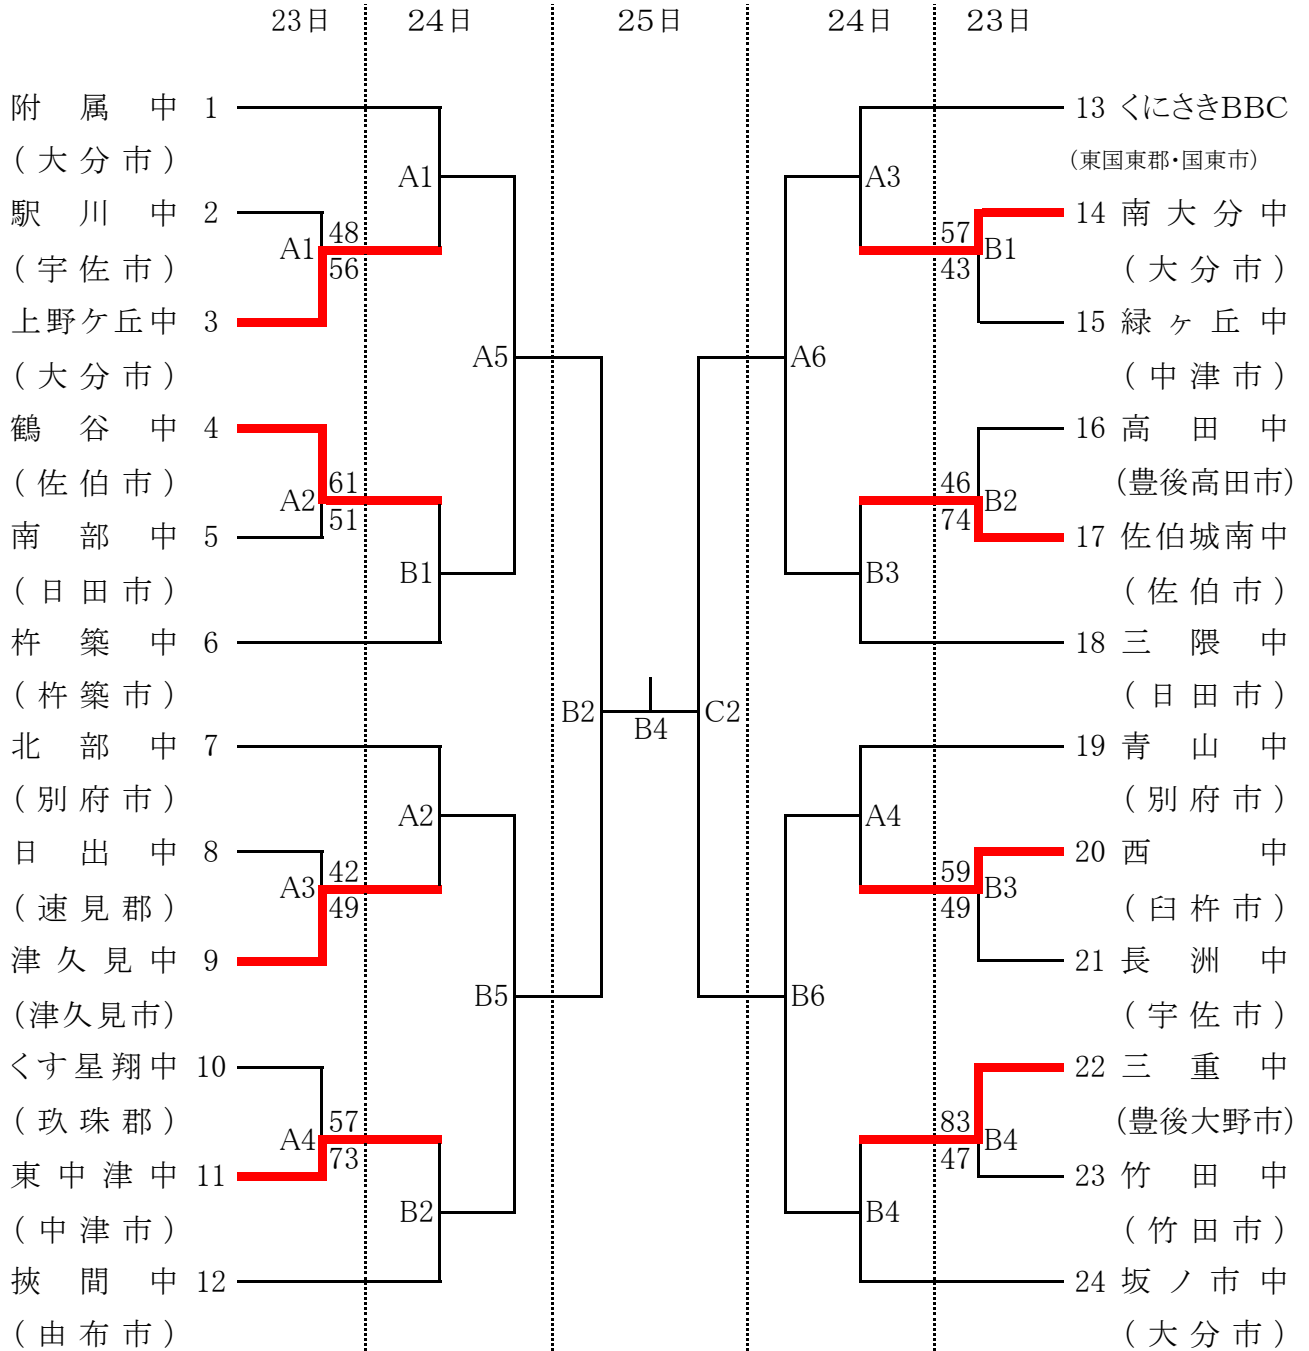 23日 24日 25日 24日 23日
附属中 1
(大分市)
駅川中 2
(宇佐市)
上野ケ丘中 3
(大分市)
鶴谷中 4
(佐伯市)
南部中 5
(日田市)
杵築中 6
(杵築市)
北部中 7
(別府市)
日出中 8
(速見郡)
津久見中 9
(津久見市)
くす星翔中 10
(玖珠郡)
東中津中 11
(中津市)
挾間中 12
(由布市)
A1
48
56
A2
61
51
A3
42
49
A4
57
73
A1
B1
A2
B2
A5
B5
B2
B4
C2
A6
B6
A3
B3
A4
B4
57
43
B1
46
74
B2
59
49
B3
83
47
B4
13 くにさきBBC
(東国東郡・国東市)
14 南大分中
(大分市)
15 緑ヶ丘中
(中津市)
16 高田中
(豊後高田市)
17 佐伯城南中
(佐伯市)
18 三隈中
(日田市)
19 青山中
(別府市)
20 西中
(臼杵市)
21 長洲中
(宇佐市)
22 三重中
(豊後大野市)
23 竹田中
(竹田市)
24 坂ノ市中
(大分市)